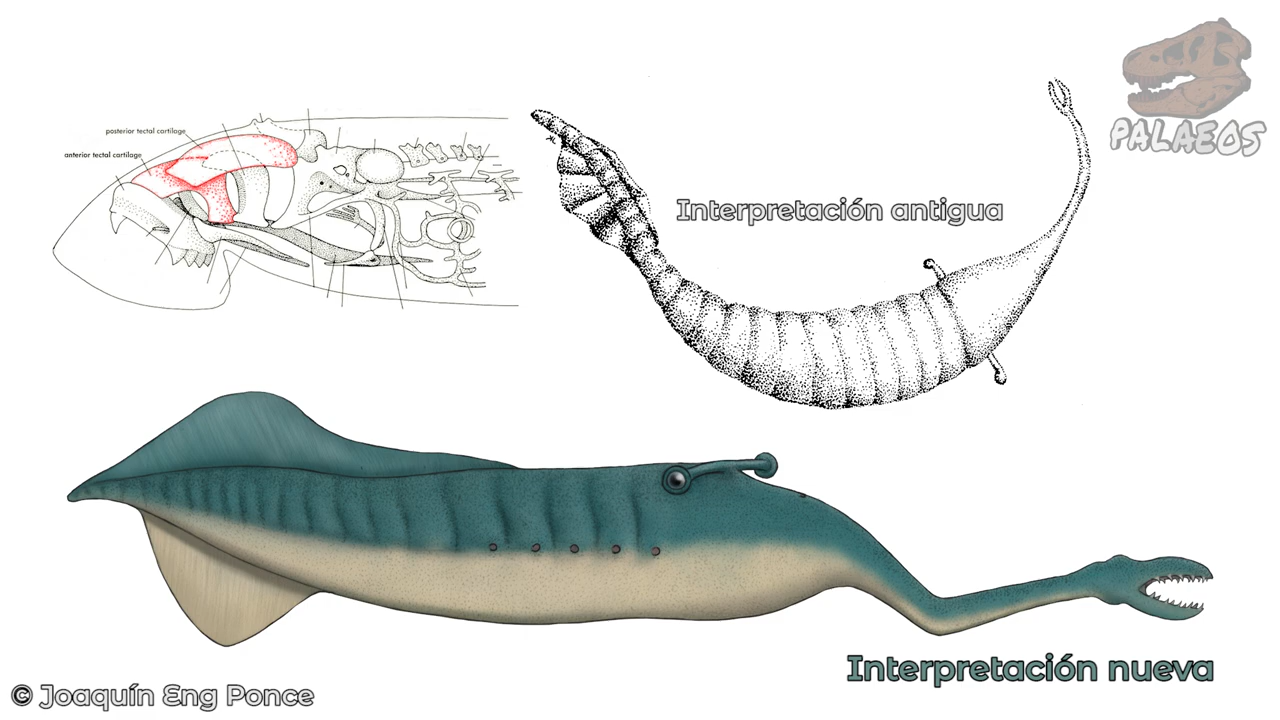 PALAEOS
posterior tectal cartilage
anterior tectal cartilage
Interpretación antigua
Interpretación nueva
© Joaquín Eng Ponce